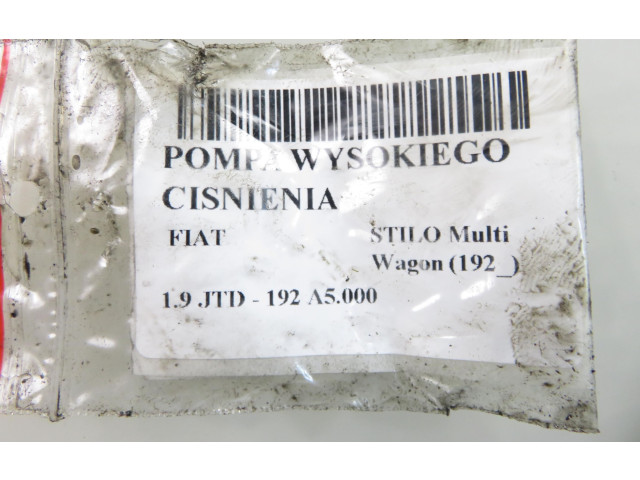 POMPA WYSOKIEGO
CISNIENIA
FIAT STILO Multi
Wagon (192_)
1.9 JTD - 192 A5.000